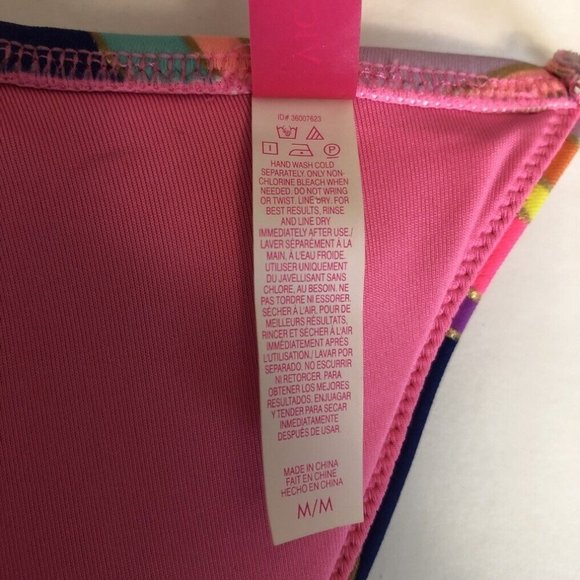 ID# 36007623
HAND WASH COLD
SEPARATELY. ONLY NON-
CHLORINE BLEACH WHEN
NEEDED. DO NOT WRING
OR TWIST. LINE DRY. FOR
BEST RESULTS, RINSE
AND LINE DRY
IMMEDIATELY AFTER USE./
LAVER SÉPARÉMENT À LA
MAIN, À L'EAU FROIDE.
UTILISER UNIQUEMENT
DU JAVELLISANT SANS
CHLORE, AU BESOIN. NE
PAS TORDRE NI ESSORER.
SÉCHER À L'AIR. POUR DE
MEILLEURS RÉSULTATS,
RINCER ET SÉCHER À L'AIR
IMMÉDIATEMENT APRÈS
L'UTILISATION./ LAVAR POR
SEPARADO. NO ESCURRIR
NI RETORCER. PARA
OBTENER LOS MEJORES
RESULTADOS, ENJUAGAR
Y TENDER PARA SECAR
INMEDIATAMENTE
DESPUÉS DE USAR.
MADE IN CHINA
FAIT EN CHINE
HECHO EN CHINA
M/M